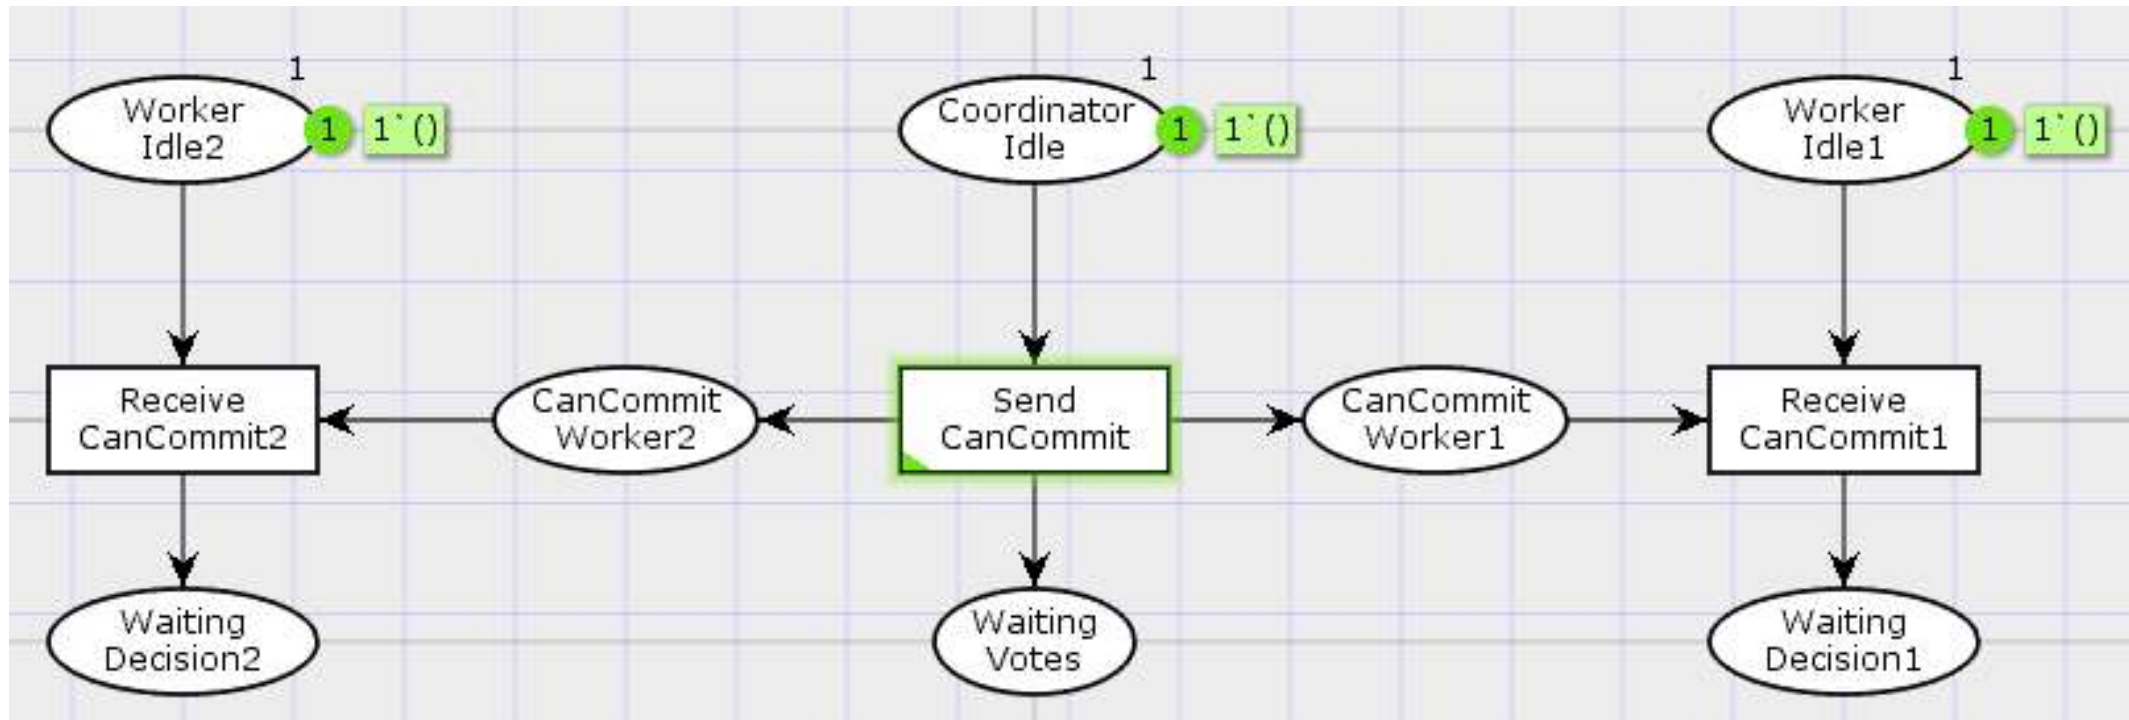 1
1
1
Worker
Idle2
1
1`()
Coordinator
Idle
1
1`()
Worker
Idle1
1
1`()
Receive
CanCommit2
CanCommit
Worker2
Send
CanCommit
CanCommit
Worker1
Receive
CanCommit1
Waiting
Decision2
Waiting
Votes
Waiting
Decision1